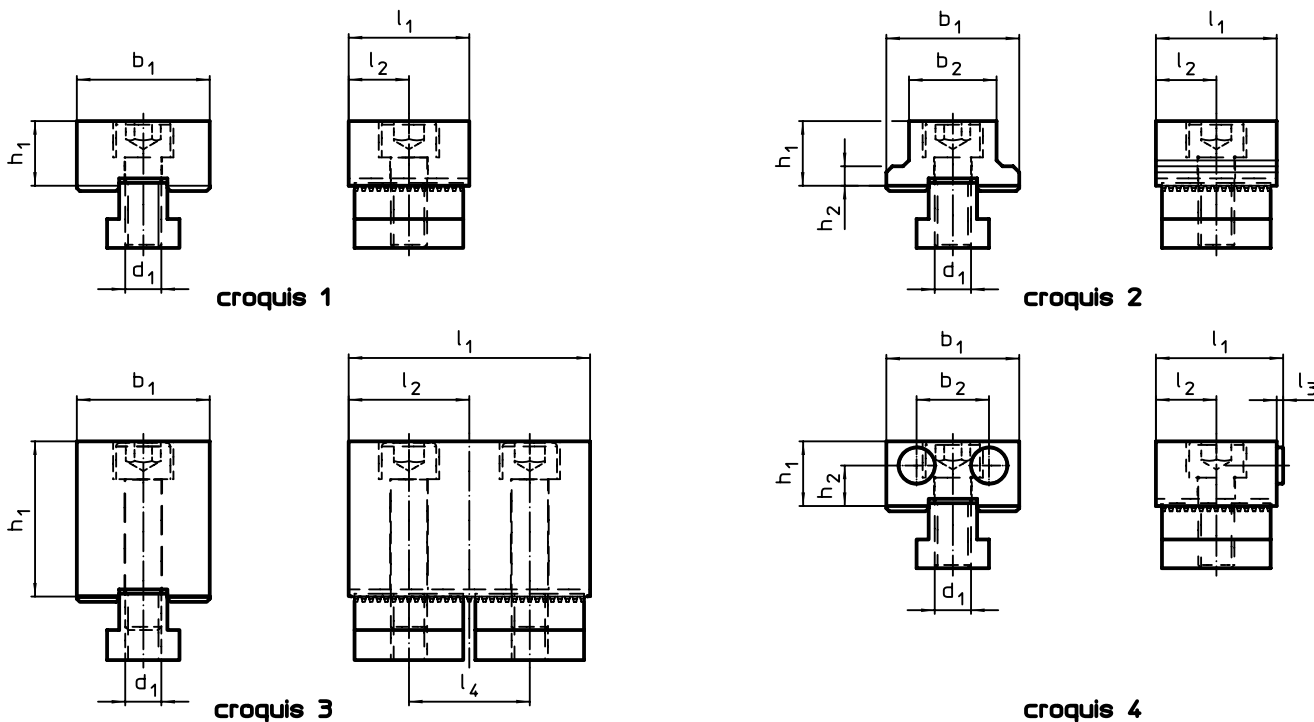 b1
l1
l2
h1
d1
croquis 1
b1
b2
l1
l2
h1
h2
d1
croquis 2
b1
l1
l2
h1
d1
l4
croquis 3
b1
b2
l1
l2
l3
h1
h2
d1
croquis 4